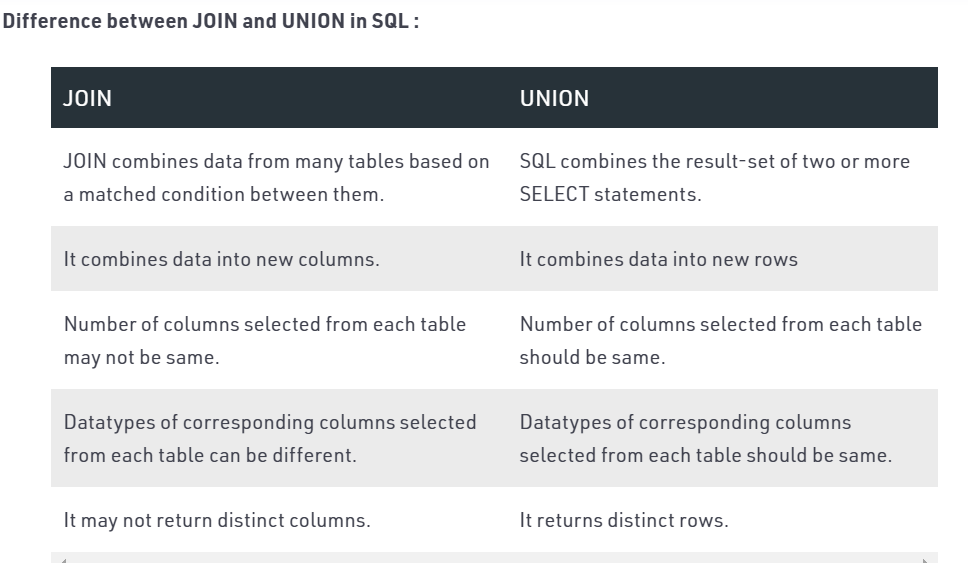 Difference between JOIN and UNION in SQL :
JOIN
UNION
JOIN combines data from many tables based on
a matched condition between them.
SQL combines the result-set of two or more
SELECT statements.
It combines data into new columns.
It combines data into new rows
Number of columns selected from each table
may not be same.
Number of columns selected from each table
should be same.
Datatypes of corresponding columns selected
from each table can be different.
Datatypes of corresponding columns
selected from each table should be same.
It may not return distinct columns.
It returns distinct rows.